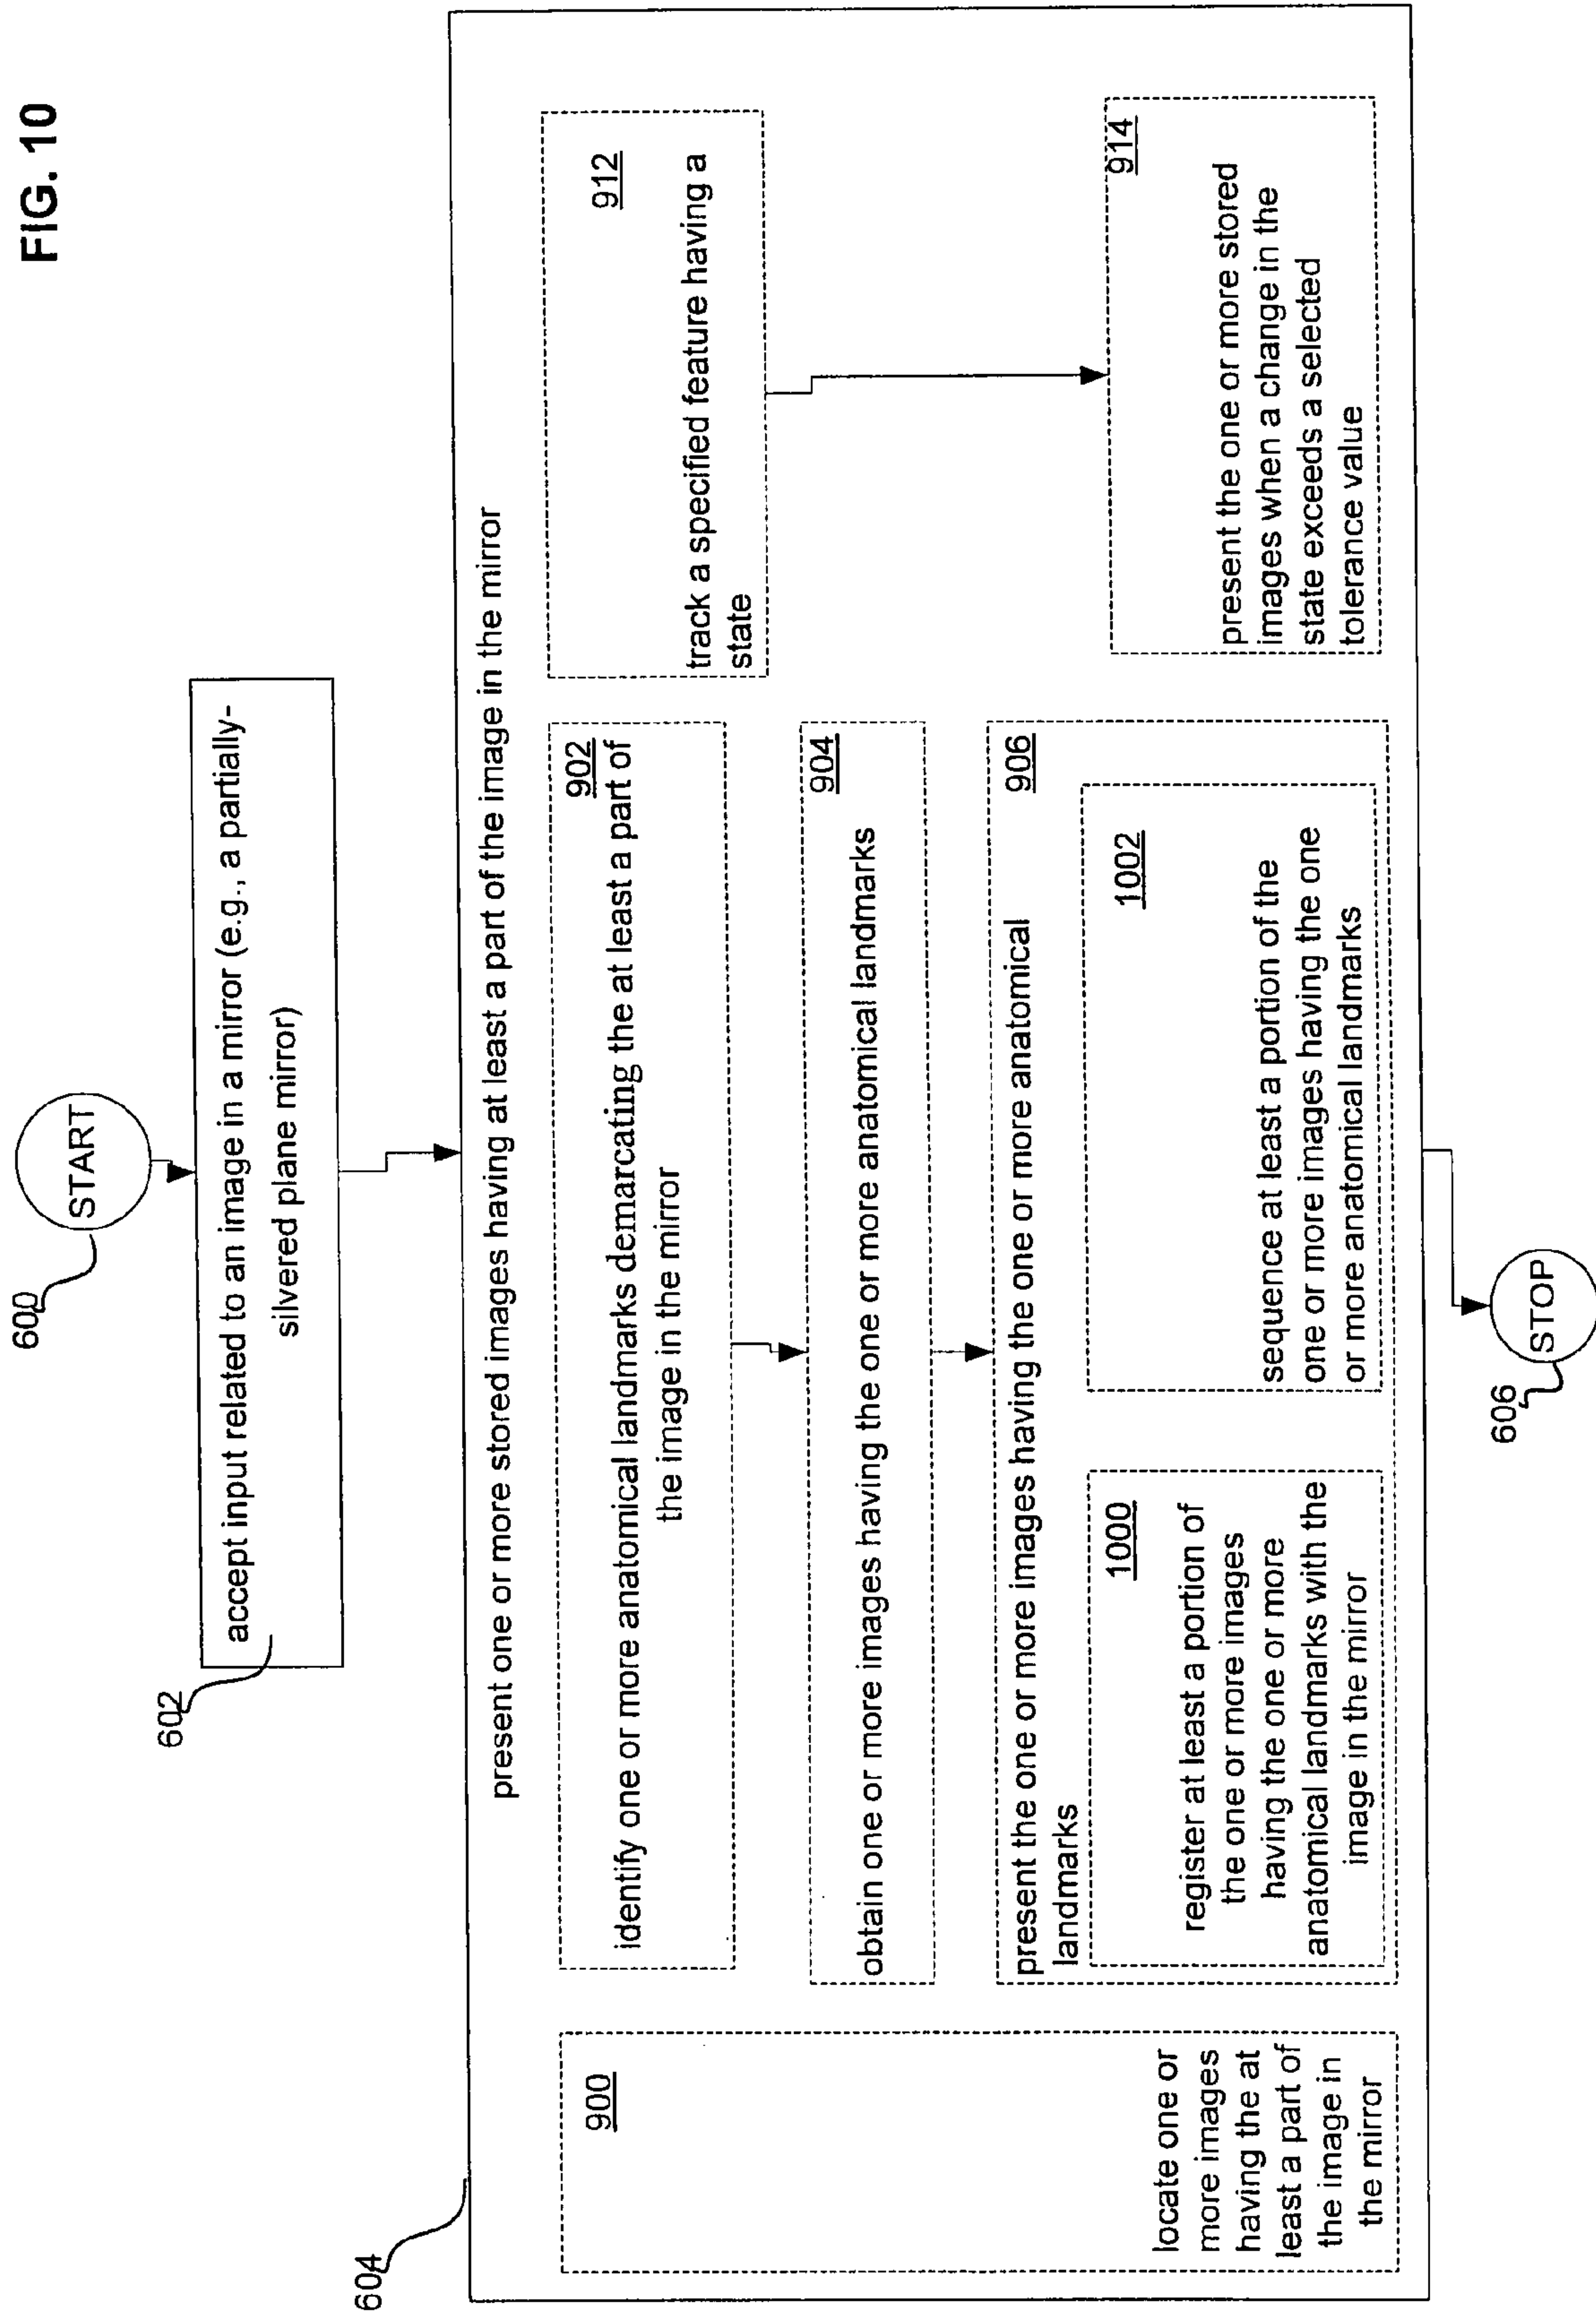 FIG. 10
600
START
602
accept input related to an image in a mirror (e.g., a partially-
silvered plane mirror)
604
present one or more stored images having at least a part of the image in the mirror
900
locate one or
more images
having the at
least a part of
the image in
the mirror
902
identify one or more anatomical landmarks demarcating the at least a part of
the image in the mirror
904
obtain one or more images having the one or more anatomical landmarks
906
present the one or more images having the one or more anatomical
landmarks
1000
register at least a portion of
the one or more images
having the one or more
anatomical landmarks with the
image in the mirror
1002
sequence at least a portion of the
one or more images having the one
or more anatomical landmarks
912
track a specified feature having a
state
914
present the one or more stored
images when a change in the
state exceeds a selected
tolerance value
606
STOP